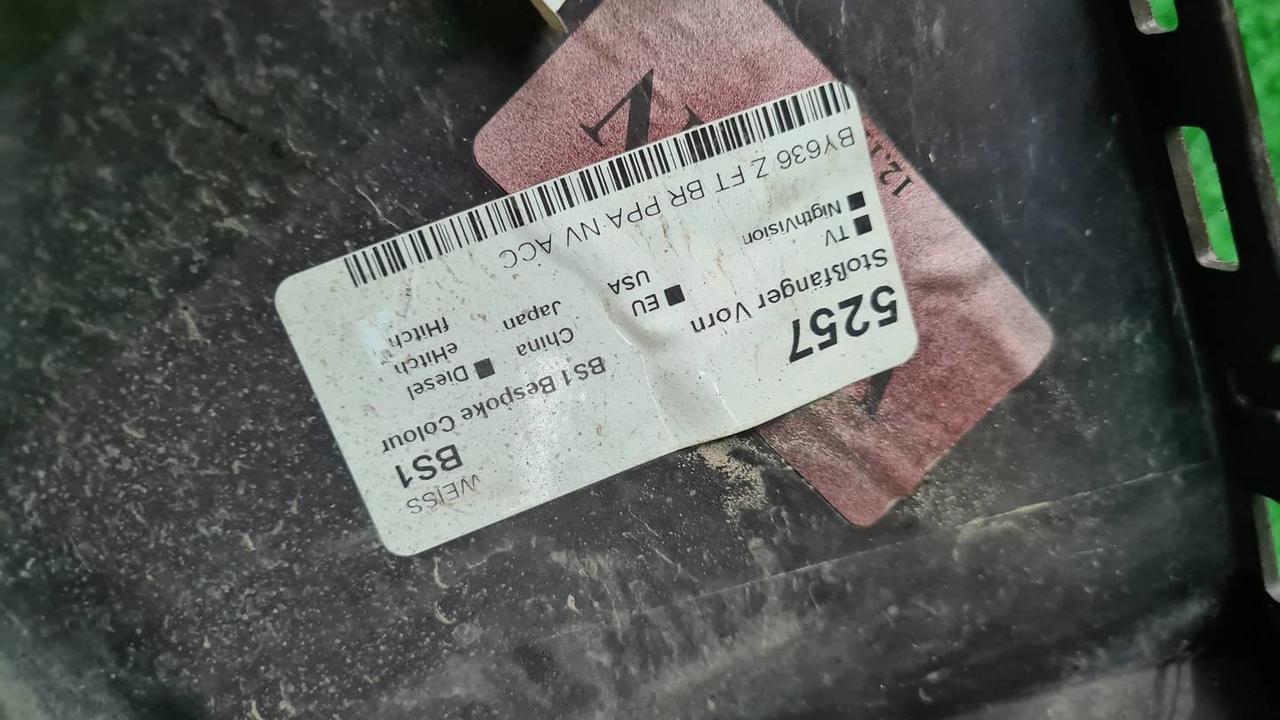 WEISS
BS1
BS1 Bespoke Colour
5257
Stoßfänger Vorn
Diesel
eHitch
fHitch
China
Japan
EU
USA
TV
NigthVision
BY636 Z FT BR PPA NV ACC